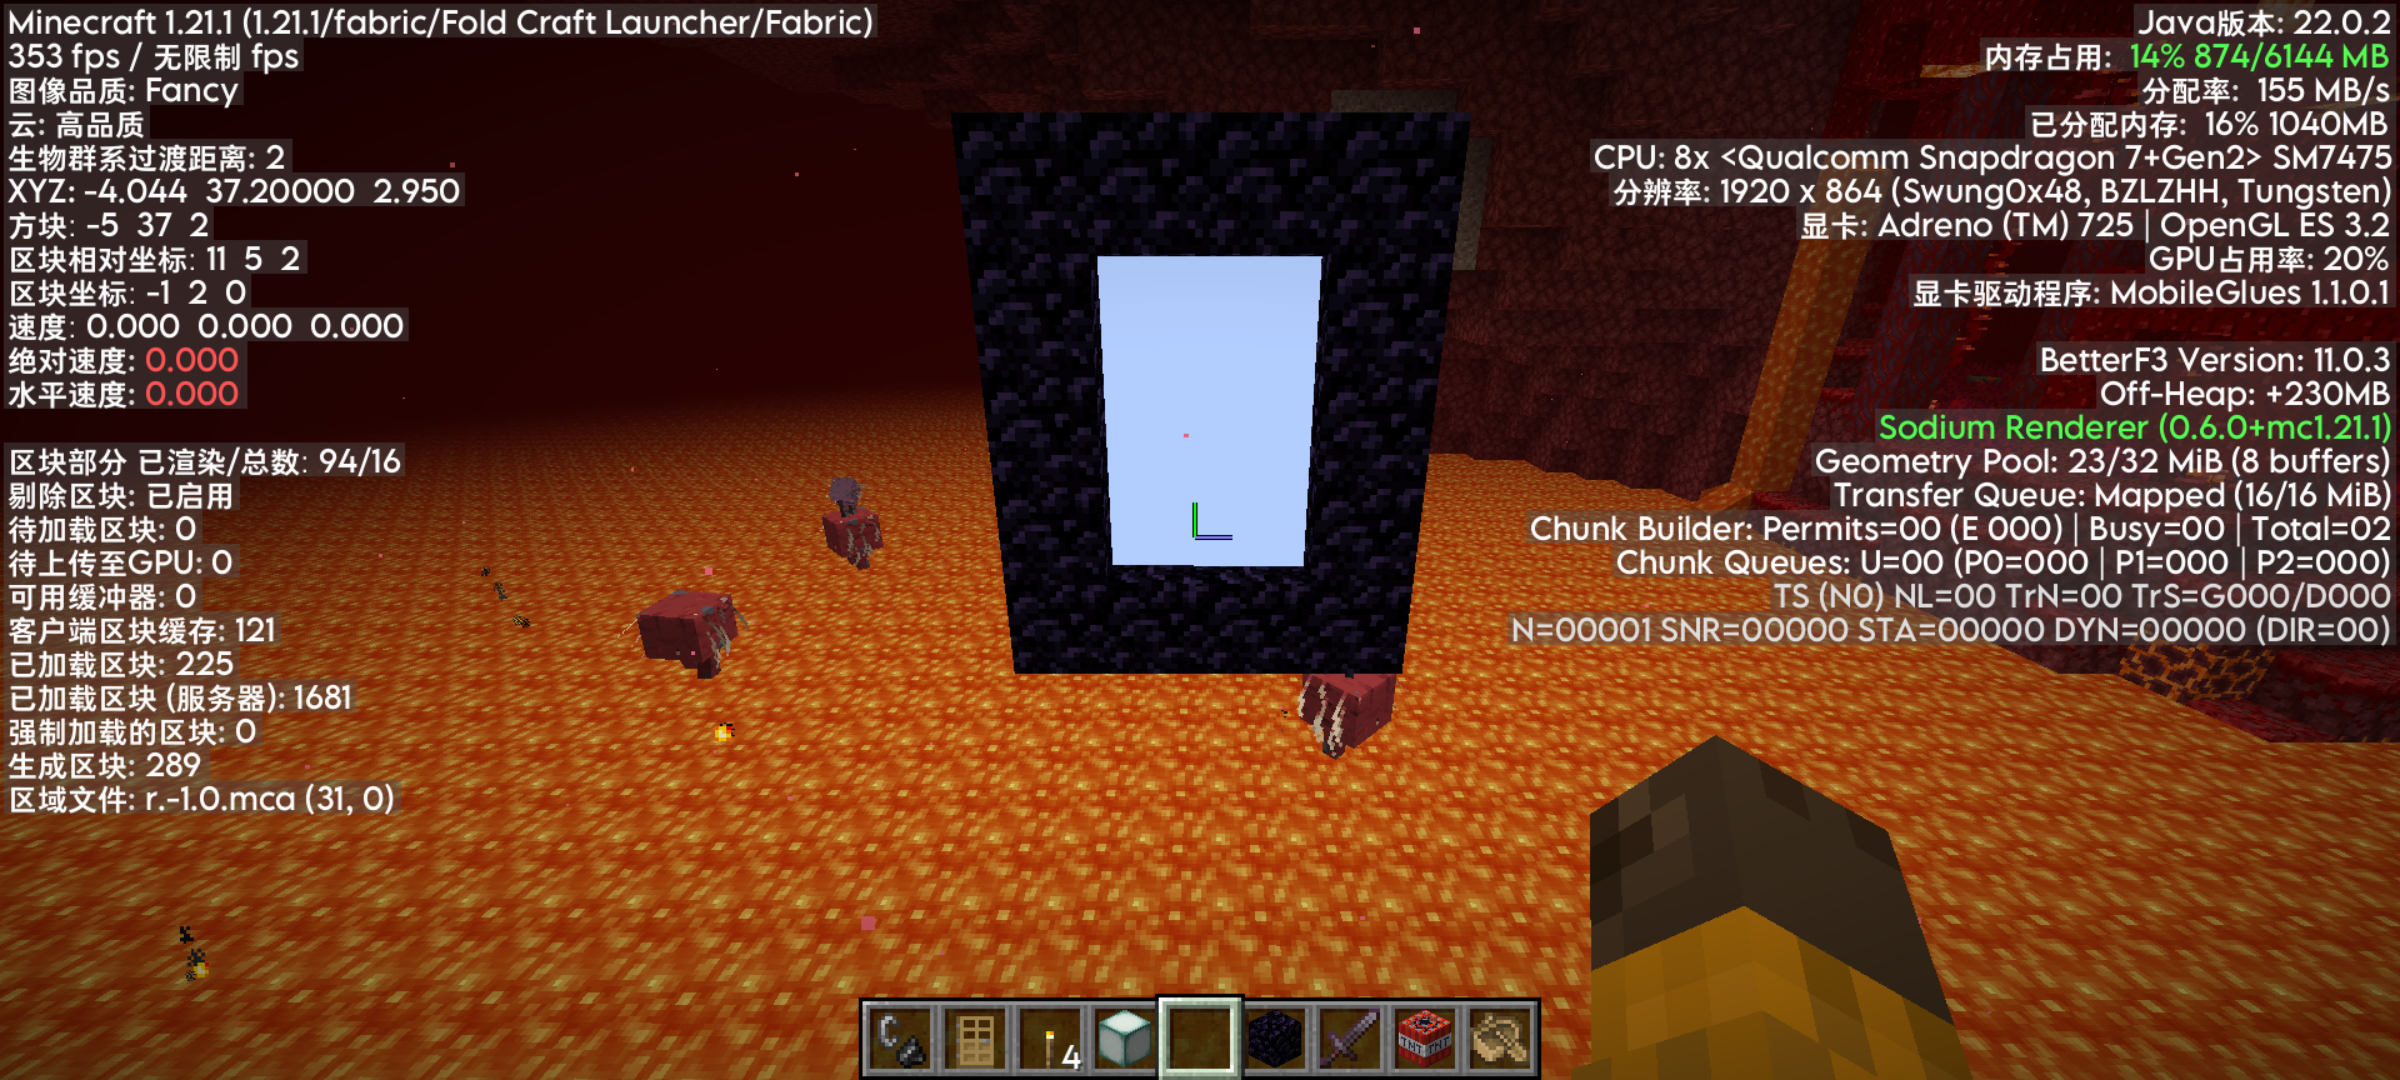 Minecraft 1.21.1 (1.21.1/fabric/Fold Craft Launcher/Fabric)
353 fps / 无限制 fps
图像品质: Fancy
云: 高品质
生物群系过渡距离: 2
XYZ: -4.044 37.20000 2.950
方块: -5 37 2
区块相对坐标: 11 5 2
区块坐标: -1 2 0
速度: 0.000 0.000 0.000
绝对速度: 0.000
水平速度: 0.000
区块部分 已渲染/总数: 94/16
剔除区块: 已启用
待加载区块: 0
待上传至GPU: 0
可用缓冲器: 0
客户端区块缓存: 121
已加载区块: 225
已加载区块 (服务器): 1681
强制加载的区块: 0
生成区块: 289
区域文件: r.-1.0.mca (31, 0)
Java版本: 22.0.2
内存占用: 14% 874/6144 MB
分配率: 155 MB/s
已分配内存: 16% 1040MB
CPU: 8x <Qualcomm Snapdragon 7+Gen2> SM7475
分辨率: 1920 x 864 (Swung0x48, BZLZHH, Tungsten)
显卡: Adreno (TM) 725 | OpenGL ES 3.2
GPU占用率: 20%
显卡驱动程序: MobileGlues 1.1.0.1
BetterF3 Version: 11.0.3
Off-Heap: +230MB
Sodium Renderer (0.6.0+mc1.21.1)
Geometry Pool: 23/32 MiB (8 buffers)
Transfer Queue: Mapped (16/16 MiB)
Chunk Builder: Permits=00 (E 000) | Busy=00 | Total=02
Chunk Queues: U=00 (P0=000 | P1=000 | P2=000)
TS (N0) NL=00 TrN=00 TrS=G000/D000
N=00001 SNR=00000 STA=00000 DYN=00000 (DIR=00)
4
TNT TNT